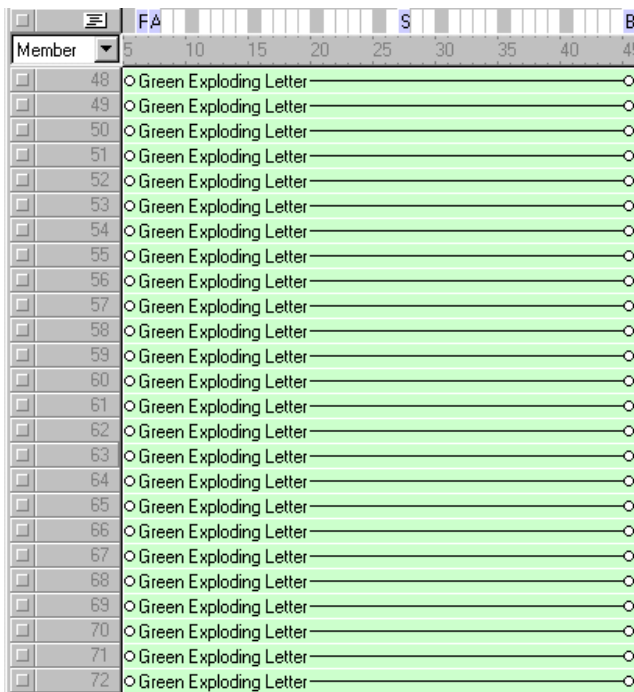 F A S B
Member 5 10 15 20 25 30 35 40 45
48 Green Exploding Letter
49 Green Exploding Letter
50 Green Exploding Letter
51 Green Exploding Letter
52 Green Exploding Letter
53 Green Exploding Letter
54 Green Exploding Letter
55 Green Exploding Letter
56 Green Exploding Letter
57 Green Exploding Letter
58 Green Exploding Letter
59 Green Exploding Letter
60 Green Exploding Letter
61 Green Exploding Letter
62 Green Exploding Letter
63 Green Exploding Letter
64 Green Exploding Letter
65 Green Exploding Letter
66 Green Exploding Letter
67 Green Exploding Letter
68 Green Exploding Letter
69 Green Exploding Letter
70 Green Exploding Letter
71 Green Exploding Letter
72 Green Exploding Letter